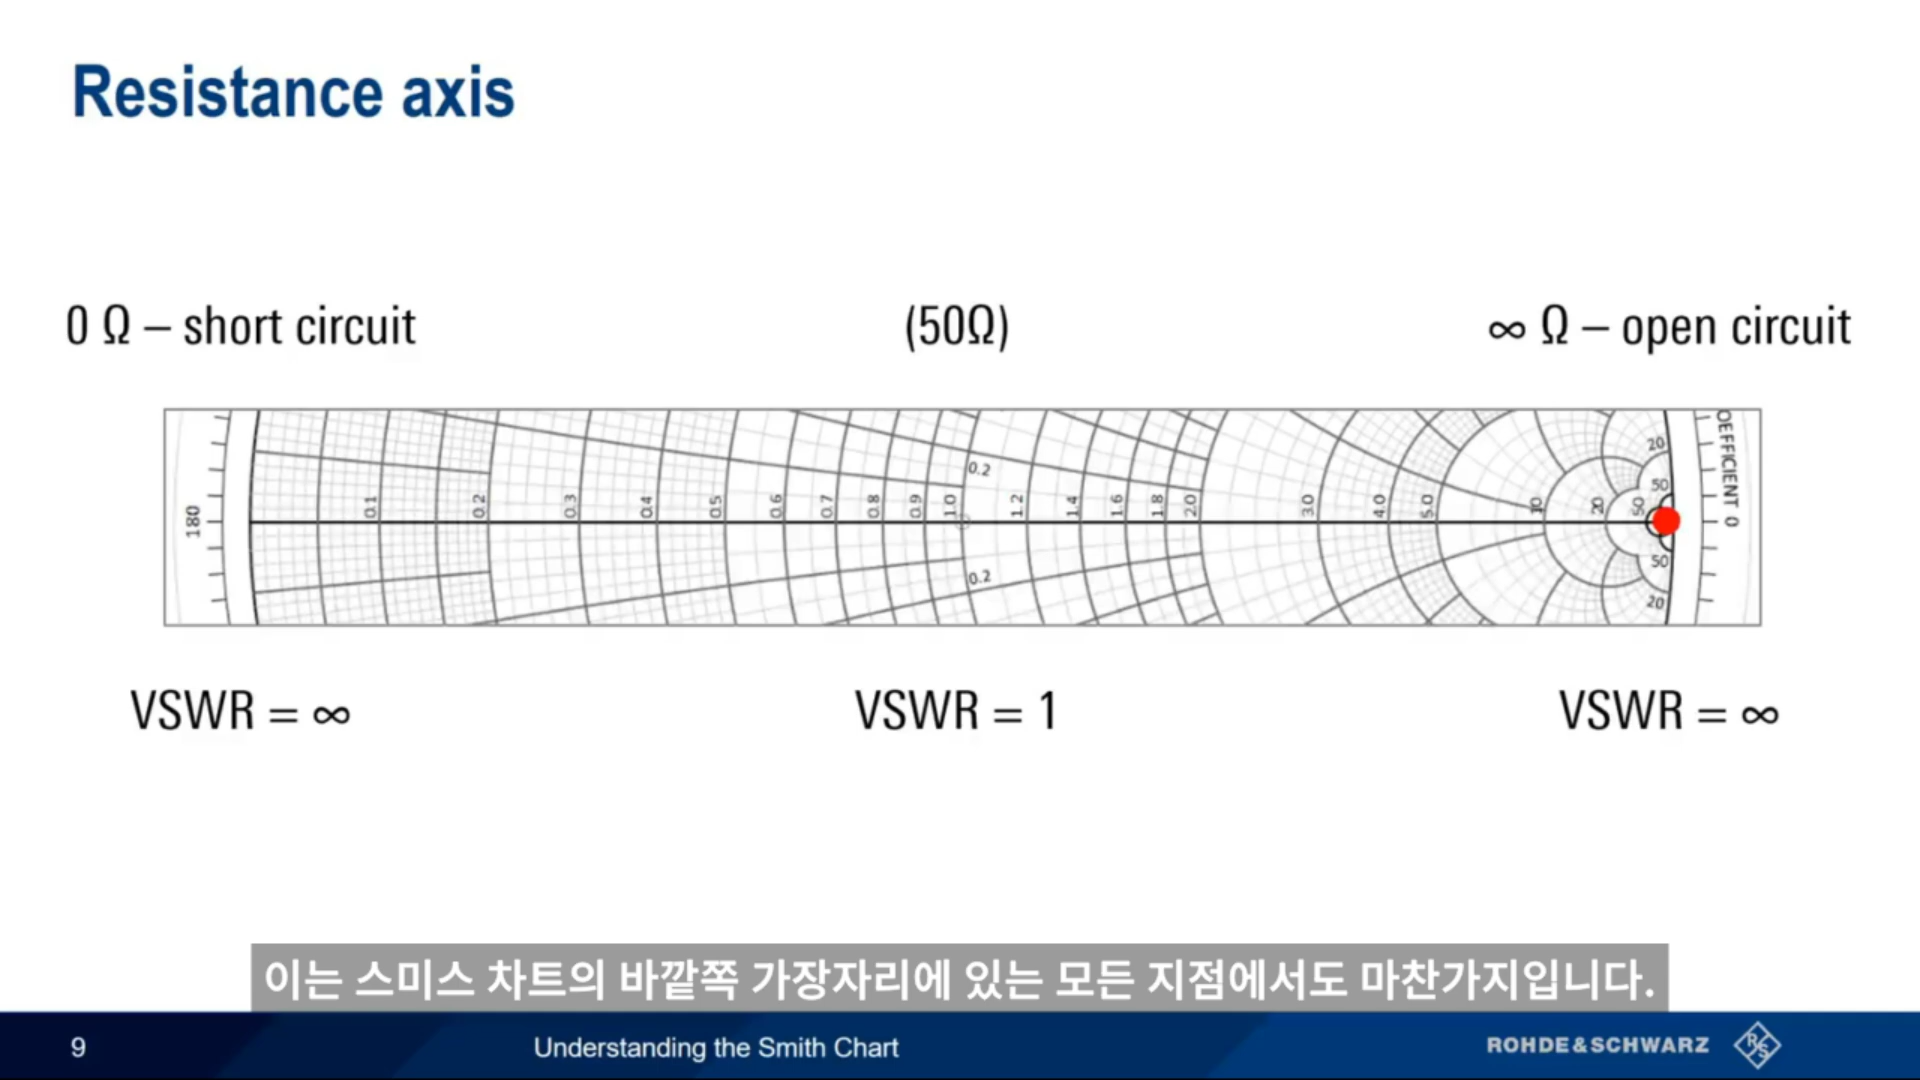 Resistance axis
0 Ω – short circuit
(50Ω)
∞ Ω – open circuit
180
0.1
0.2
0.3
0.4
0.5
0.6
0.7
0.8
0.9
1.0
1.2
1.4
1.6
1.8
2.0
3.0
4.0
5.0
10
20
50
0.2
0.2
20
50
50
20
OEFFICIENT 0
VSWR = ∞
VSWR = 1
VSWR = ∞
이는 스미스 차트의 바깥쪽 가장자리에 있는 모든 지점에서도 마찬가지입니다.
9
Understanding the Smith Chart
ROHDE&SCHWARZ
R&S